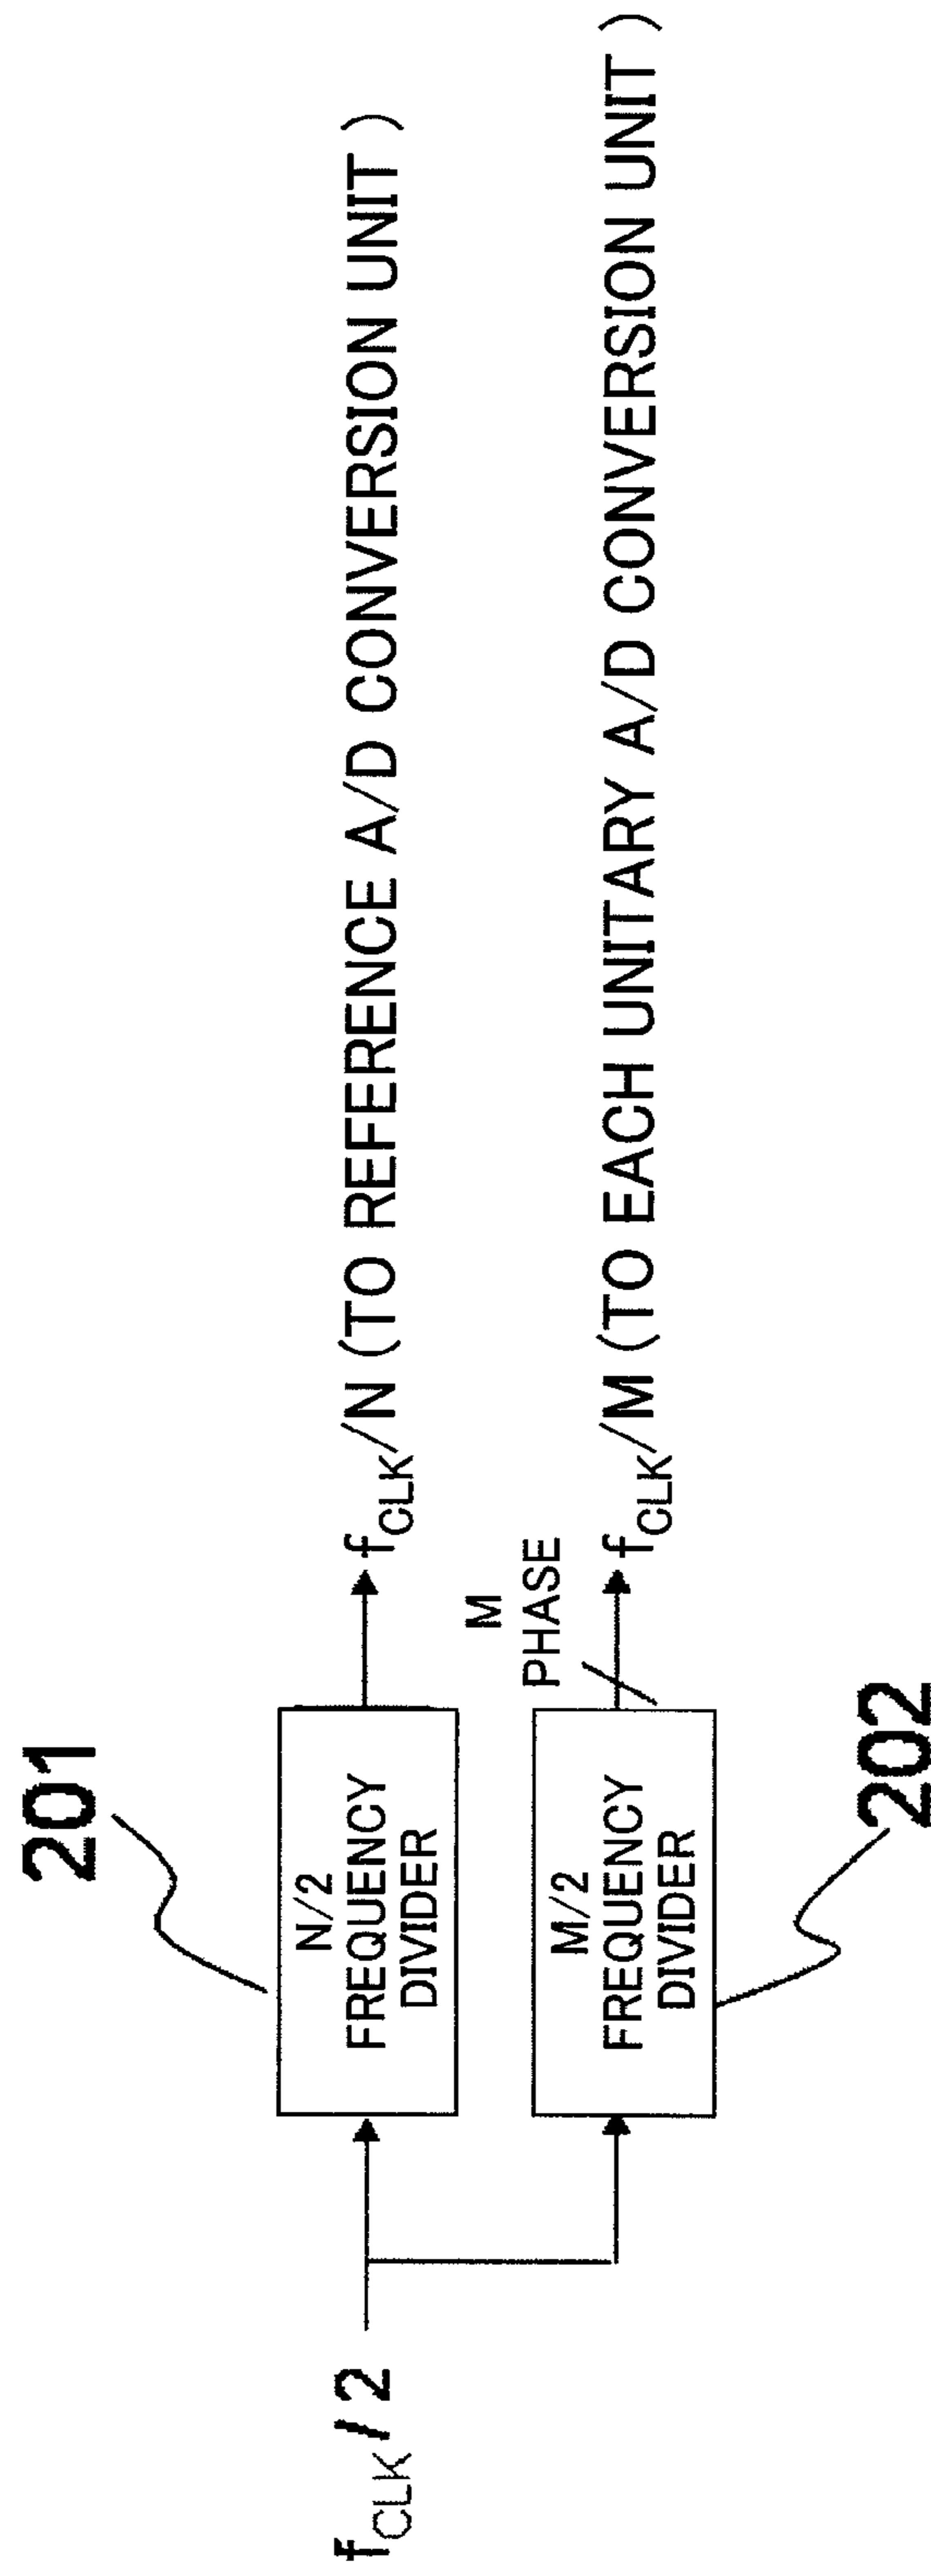 201
f_CLK/2
N/2
FREQUENCY
DIVIDER
f_CLK/N (TO REFERENCE A/D CONVERSION UNIT)
M
PHASE
M/2
FREQUENCY
DIVIDER
f_CLK/M (TO EACH UNITARY A/D CONVERSION UNIT)
202